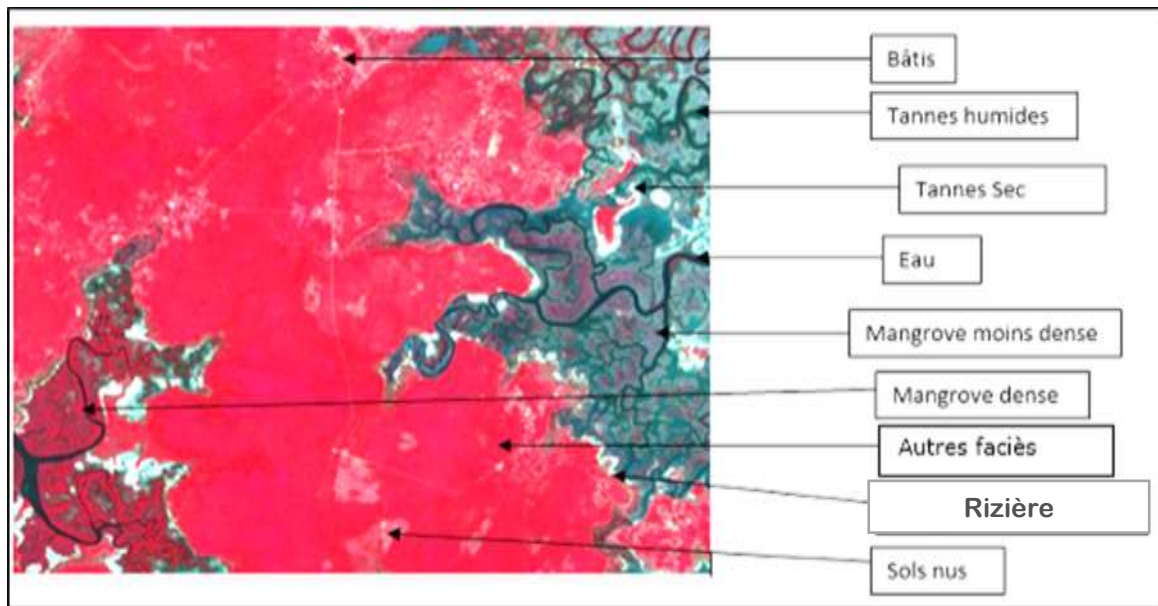 Bâtis
Tannes humides
Tannes Sec
Eau
Mangrove moins dense
Mangrove dense
Autres faciès
Rizière
Sols nus